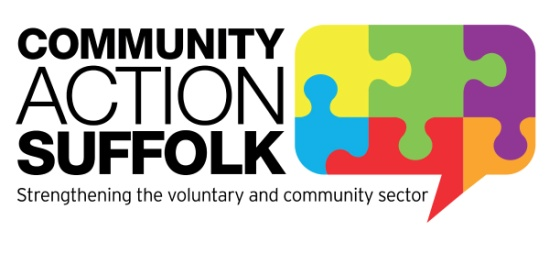 COMMUNITY
ACTION
SUFFOLK
Strengthening the voluntary and community sector